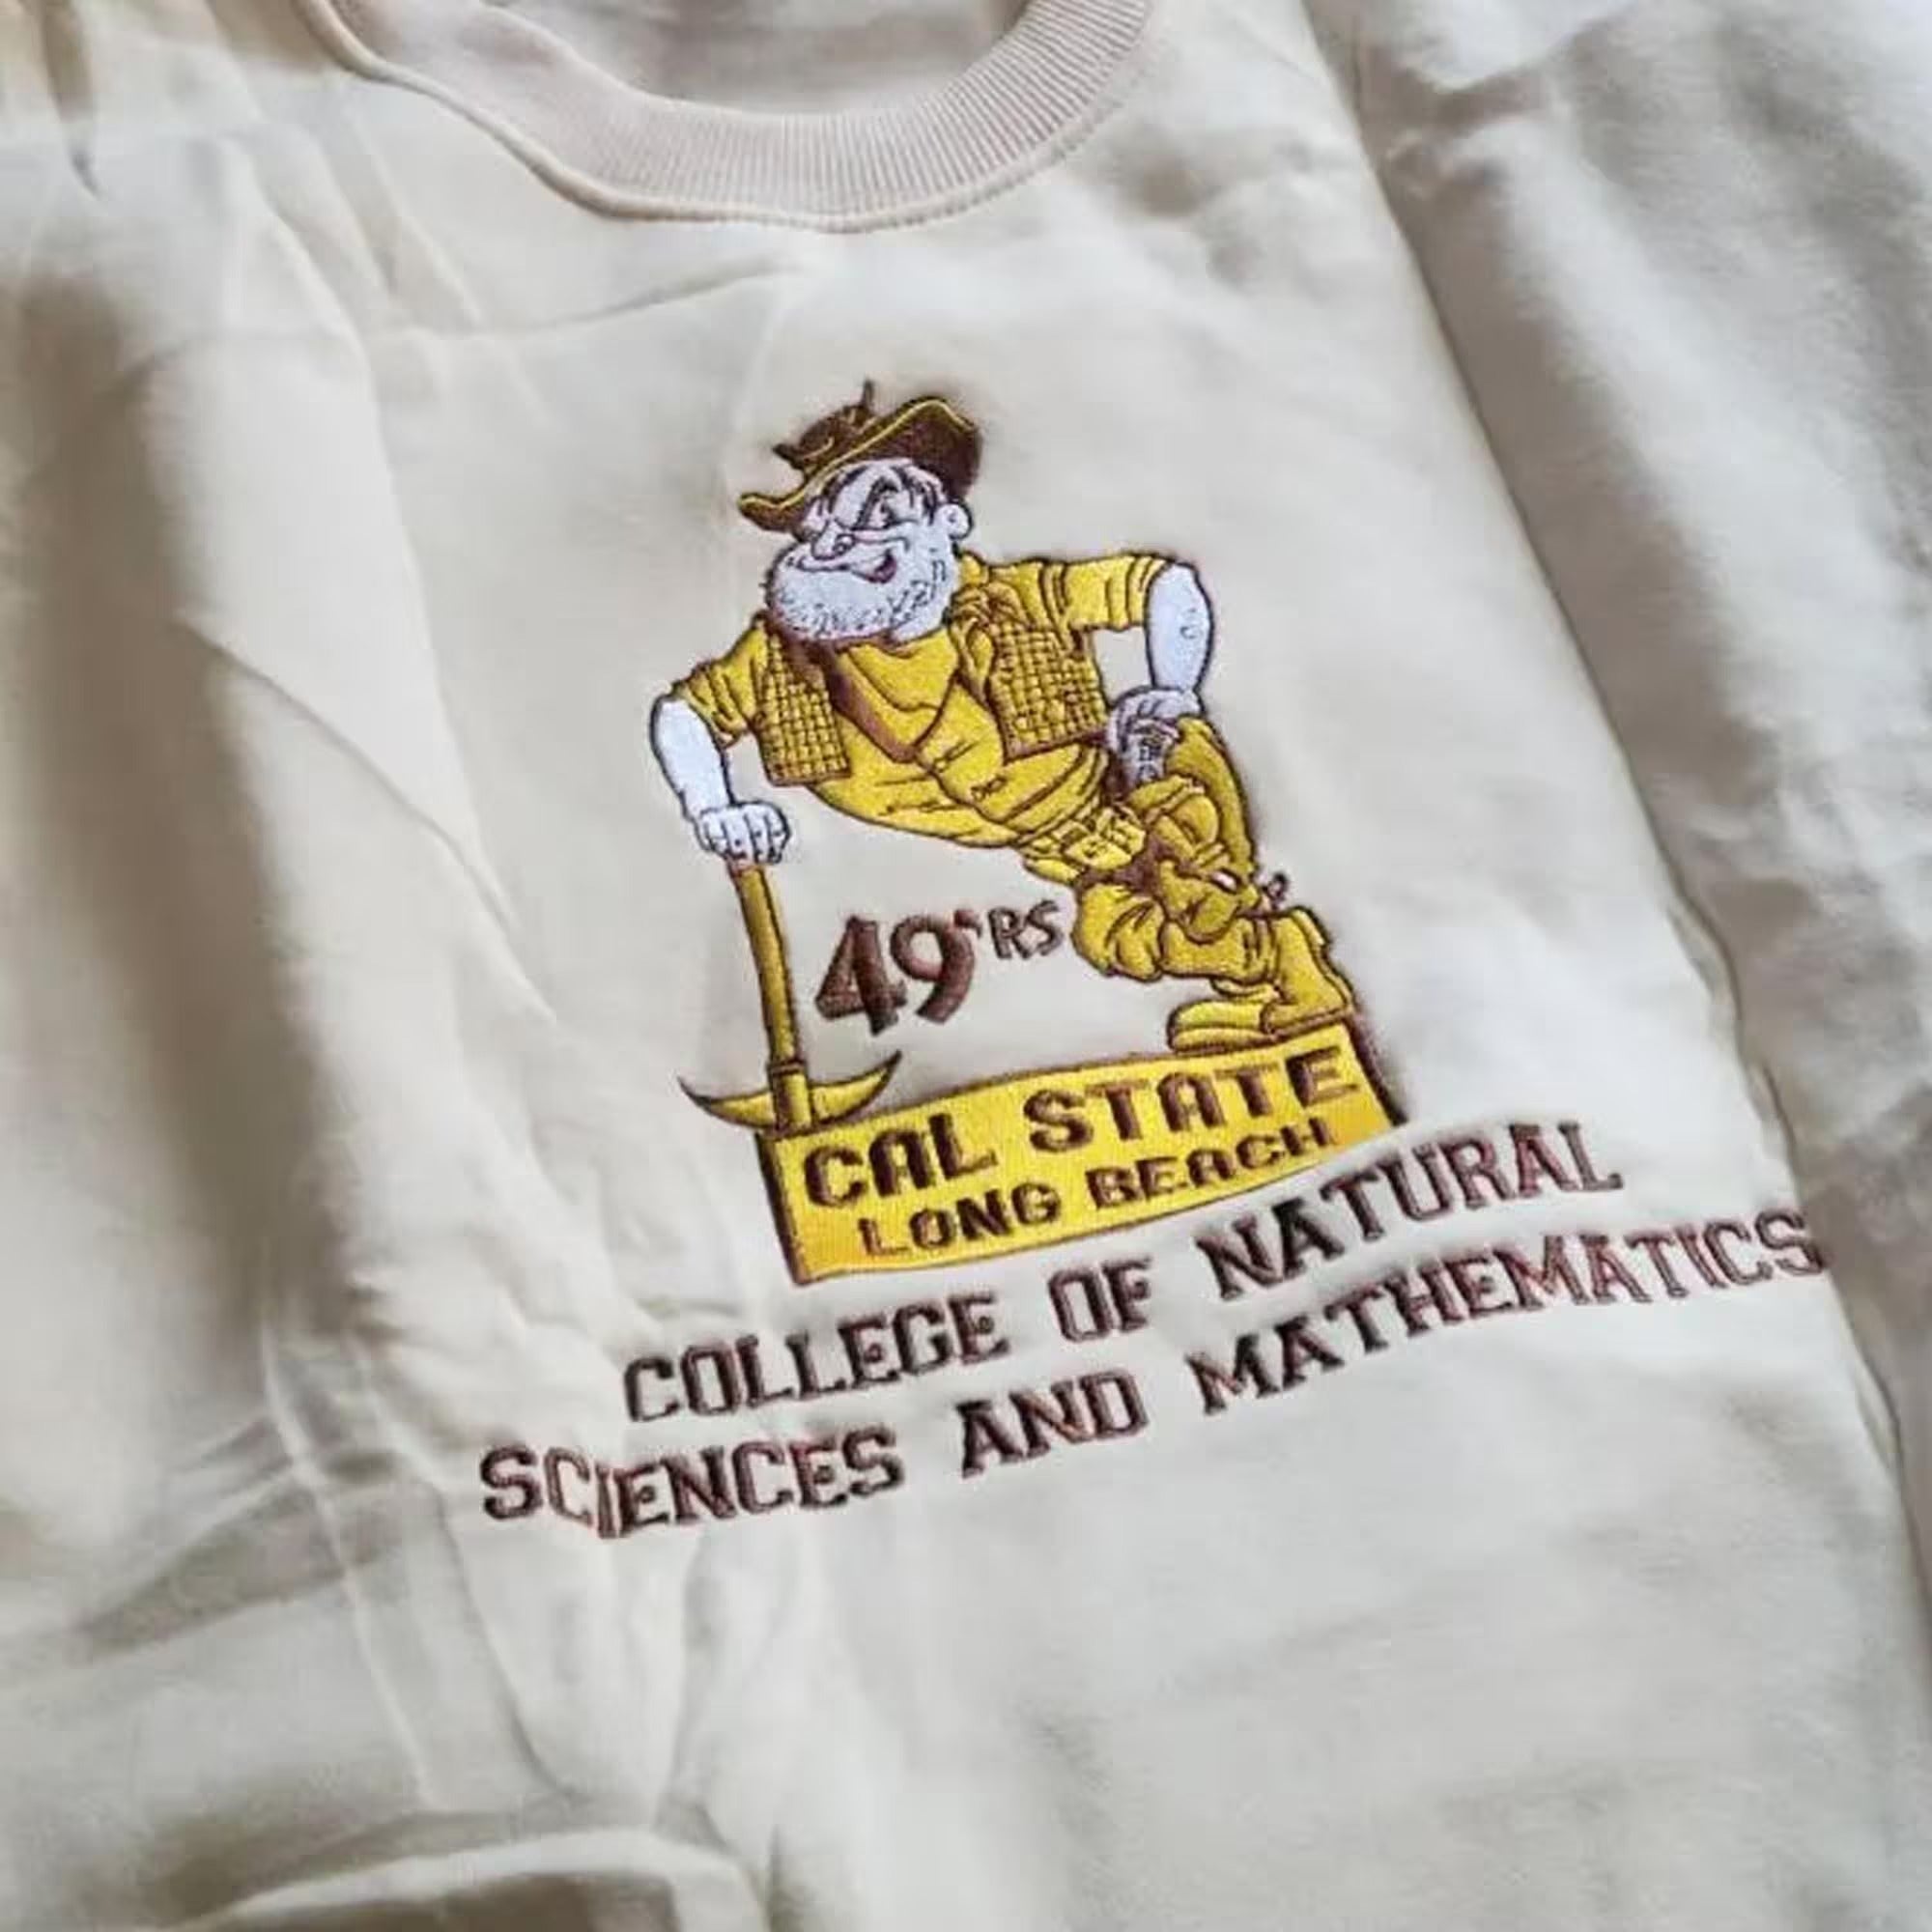 49'RS
CAL STATE
LONG BEACH
COLLEGE OF NATURAL
SCIENCES AND MATHEMATICS